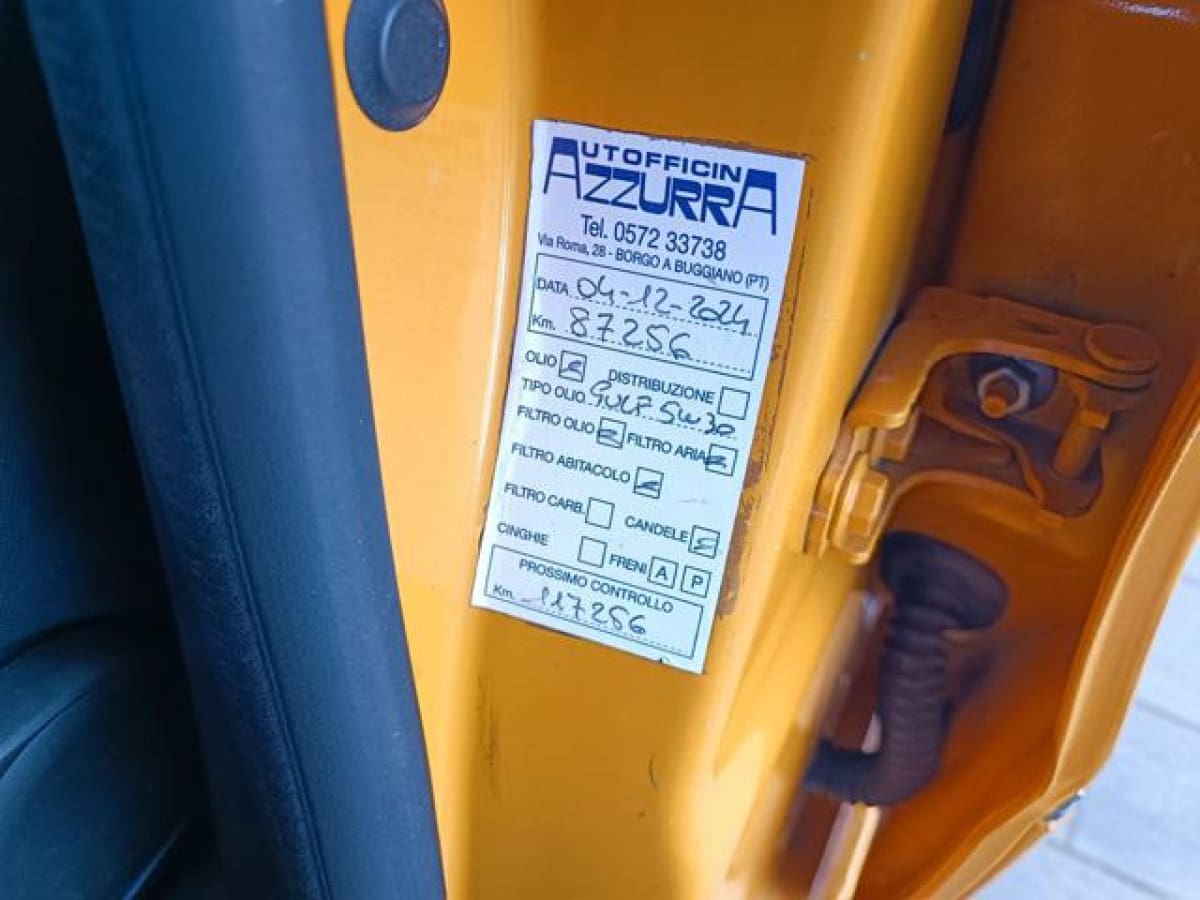 AUTOFFICINA
AZZURRA
Tel. 0572 33738
Via Roma, 28 - BORGO A BUGGIANO (PT)
DATA 04-12-2024
Km. 87256
OLIO DISTRIBUZIONE
TIPO OLIO GULF 5W30
FILTRO OLIO FILTRO ARIA
FILTRO ABITACOLO
FILTRO CARB. CANDELE
CINGHIE FRENI A P
PROSSIMO CONTROLLO
Km. 117256